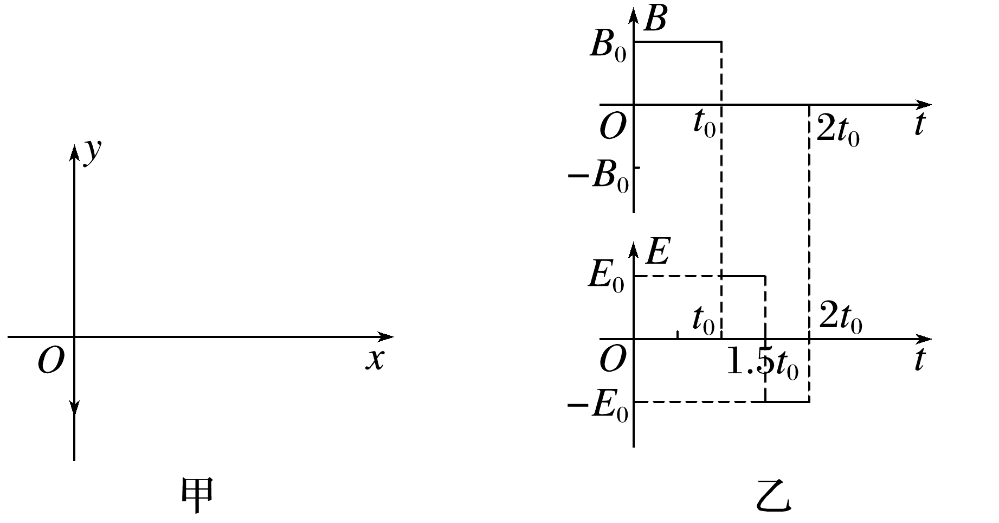 y
O
x
甲
B
B₀
O
t₀
2t₀
t
−B₀
E
E₀
t₀
2t₀
O
1.5t₀
t
−E₀
乙